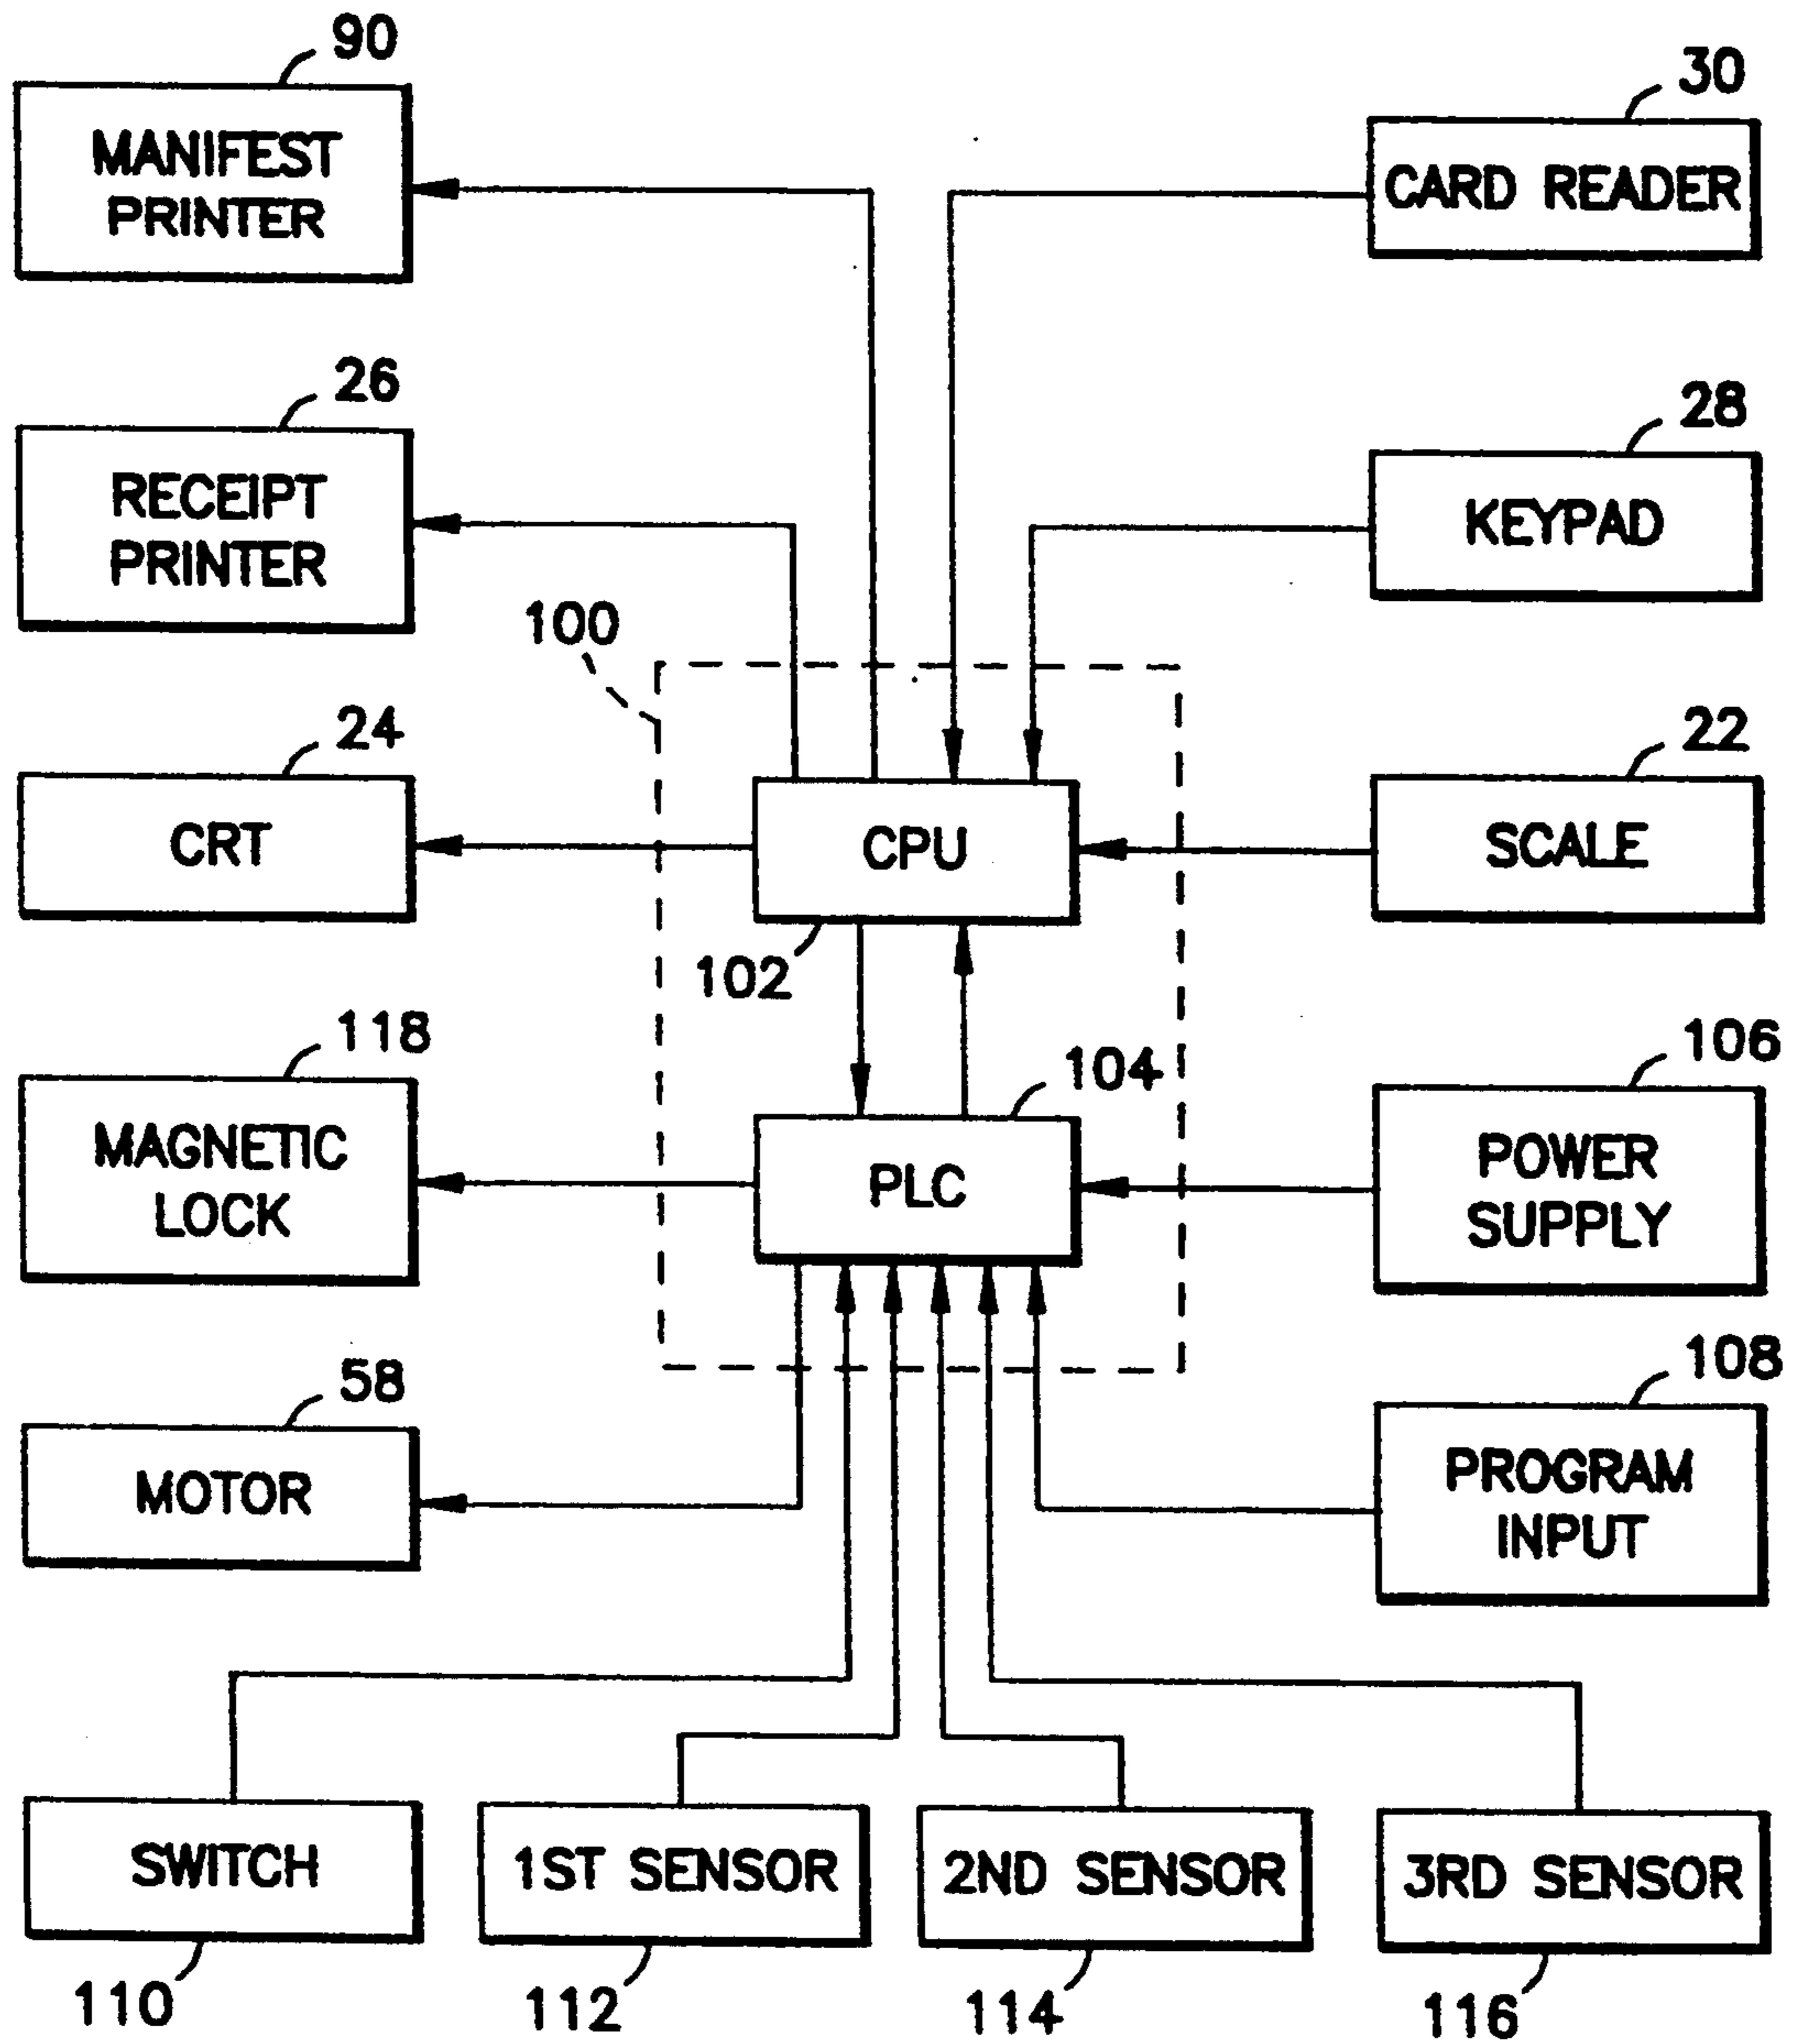 90
MANIFEST
PRINTER
30
CARD READER
26
RECEIPT
PRINTER
28
KEYPAD
100
24
CRT
CPU
102
22
SCALE
118
MAGNETIC
LOCK
104
PLC
106
POWER
SUPPLY
58
MOTOR
108
PROGRAM
INPUT
SWITCH
110
1ST SENSOR
112
2ND SENSOR
114
3RD SENSOR
116